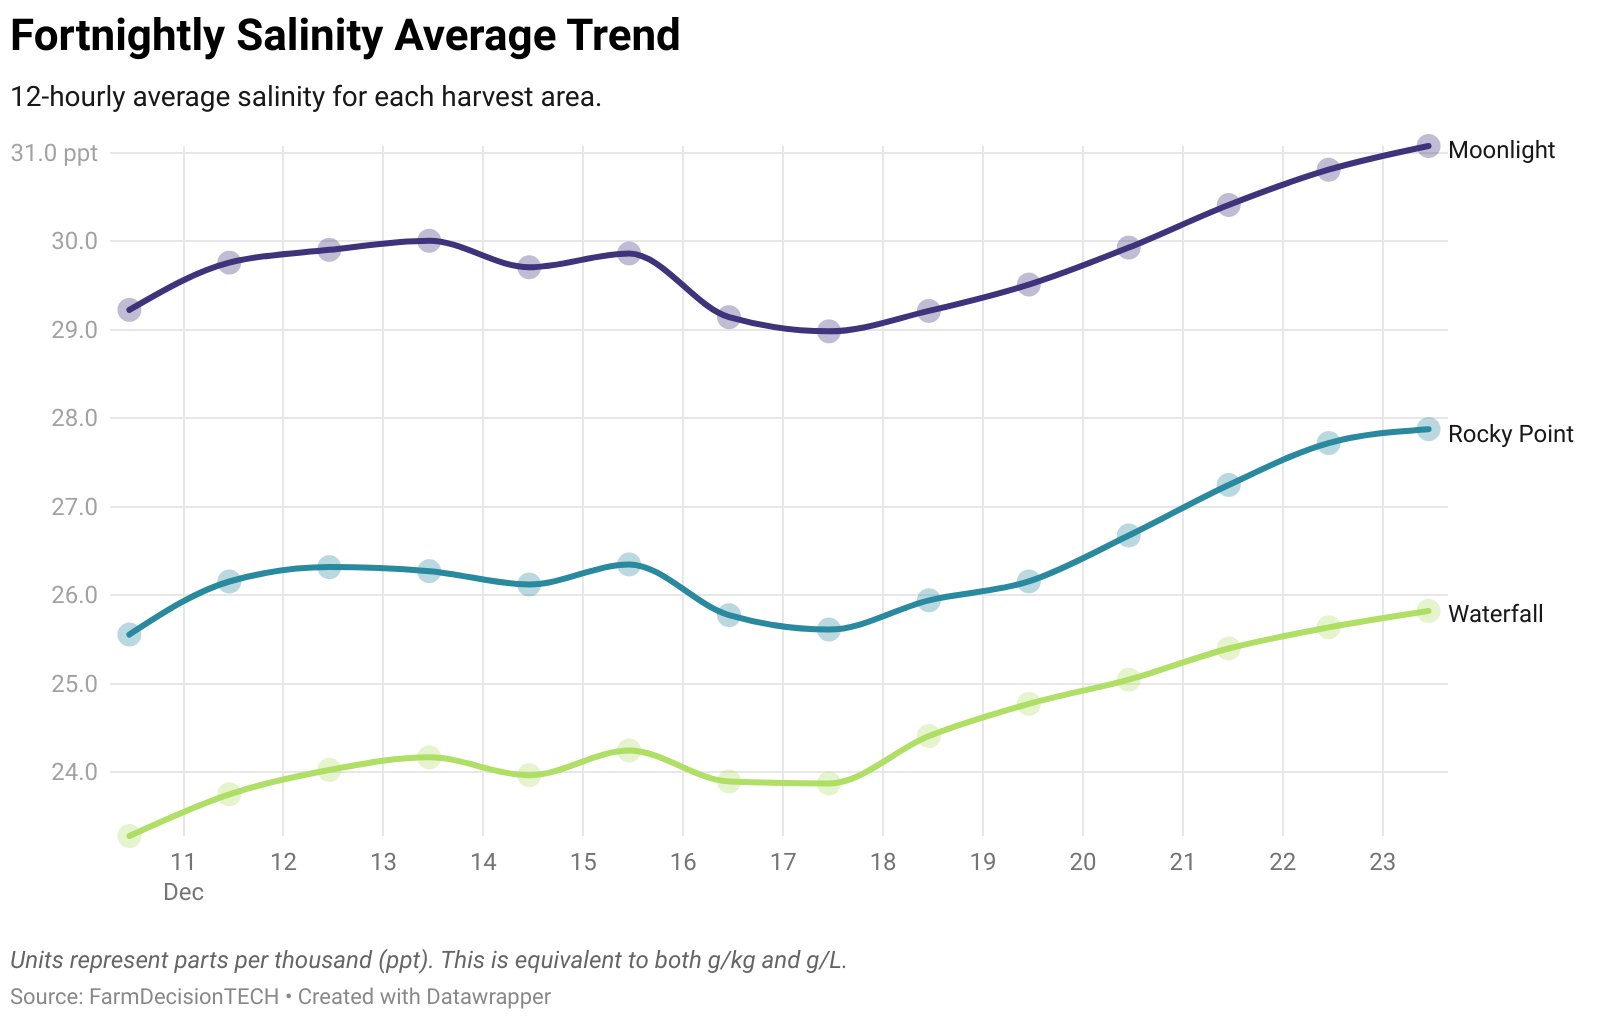 Fortnightly Salinity Average Trend
12-hourly average salinity for each harvest area.
31.0 ppt
30.0
29.0
28.0
27.0
26.0
25.0
24.0
Moonlight
Rocky Point
Waterfall
11 12 13 14 15 16 17 18 19 20 21 22 23
Dec
Units represent parts per thousand (ppt). This is equivalent to both g/kg and g/L.
Source: FarmDecisionTECH • Created with Datawrapper